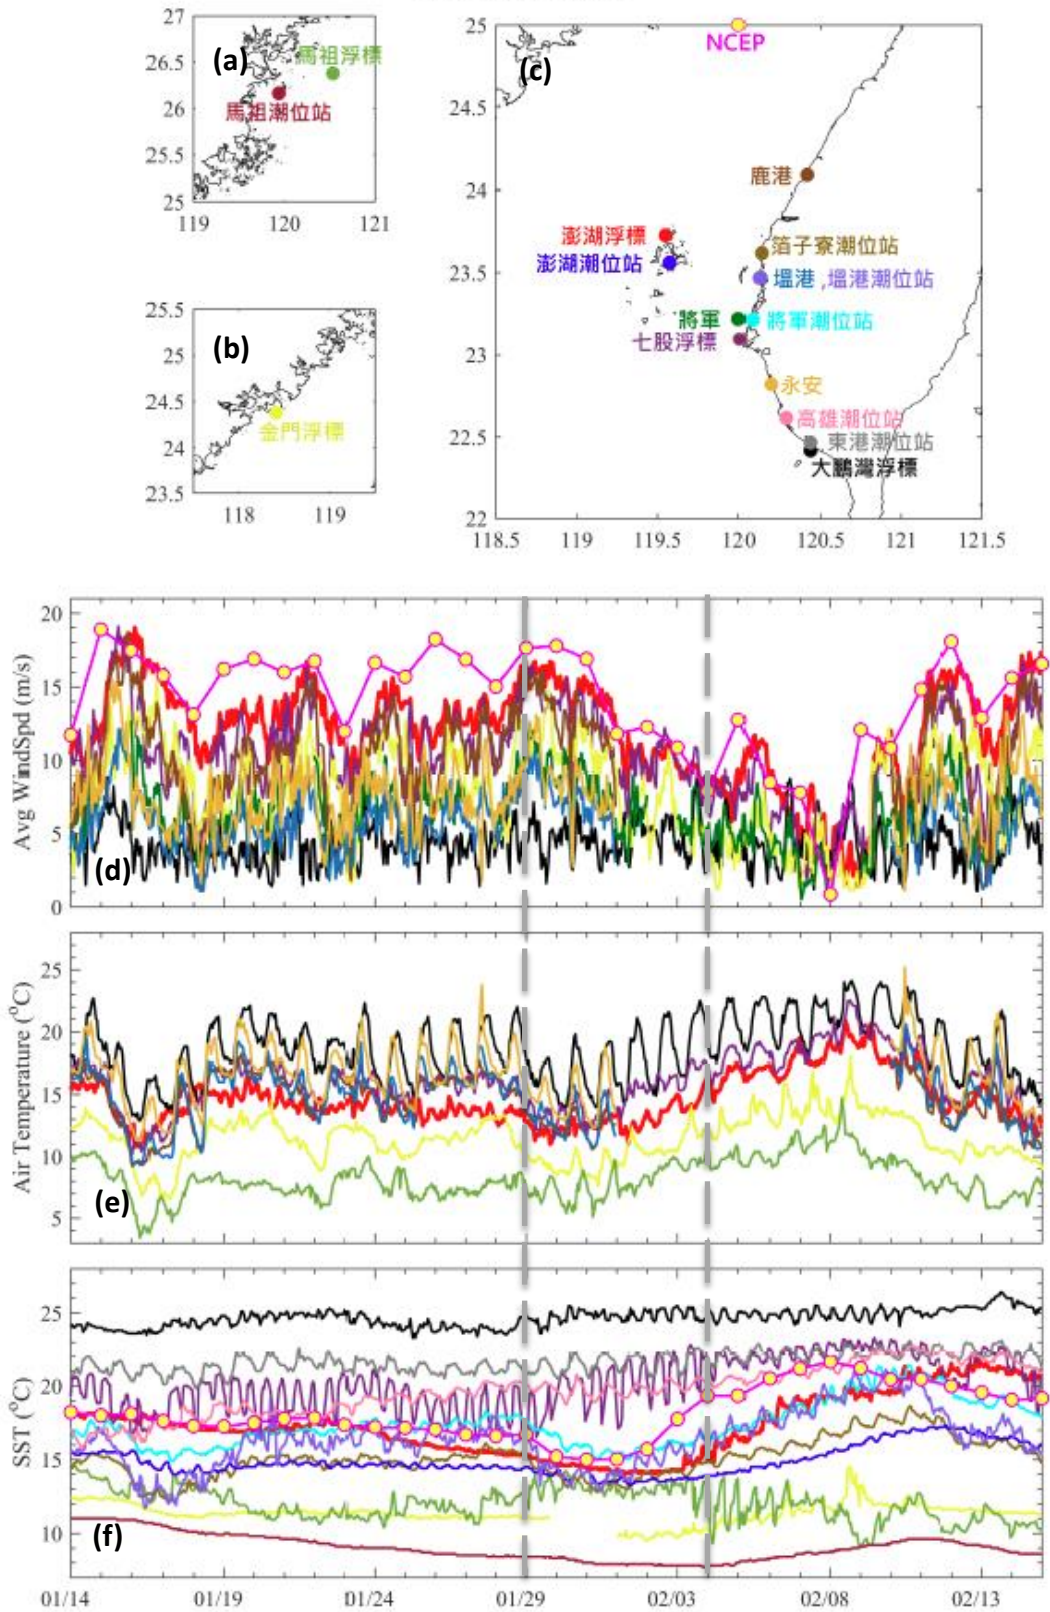 (a)
27
26.5
26
25.5
25
119
120
121
馬祖浮標
馬祖潮位站
(b)
25.5
25
24.5
24
23.5
118
119
金門浮標
(c)
25
24.5
24
23.5
23
22.5
22
118.5
119
119.5
120
120.5
121
121.5
NCEP
鹿港
澎湖浮標
箔子寮潮位站
澎湖潮位站
塭港 ,塭港潮位站
將軍
將軍潮位站
七股浮標
永安
高雄潮位站
東港潮位站
大鵬灣浮標
Avg WindSpd (m/s)
20
15
10
5
0
(d)
Air Temperature (°C)
25
20
15
10
5
(e)
SST (°C)
25
20
15
10
(f)
01/14
01/19
01/24
01/29
02/03
02/08
02/13